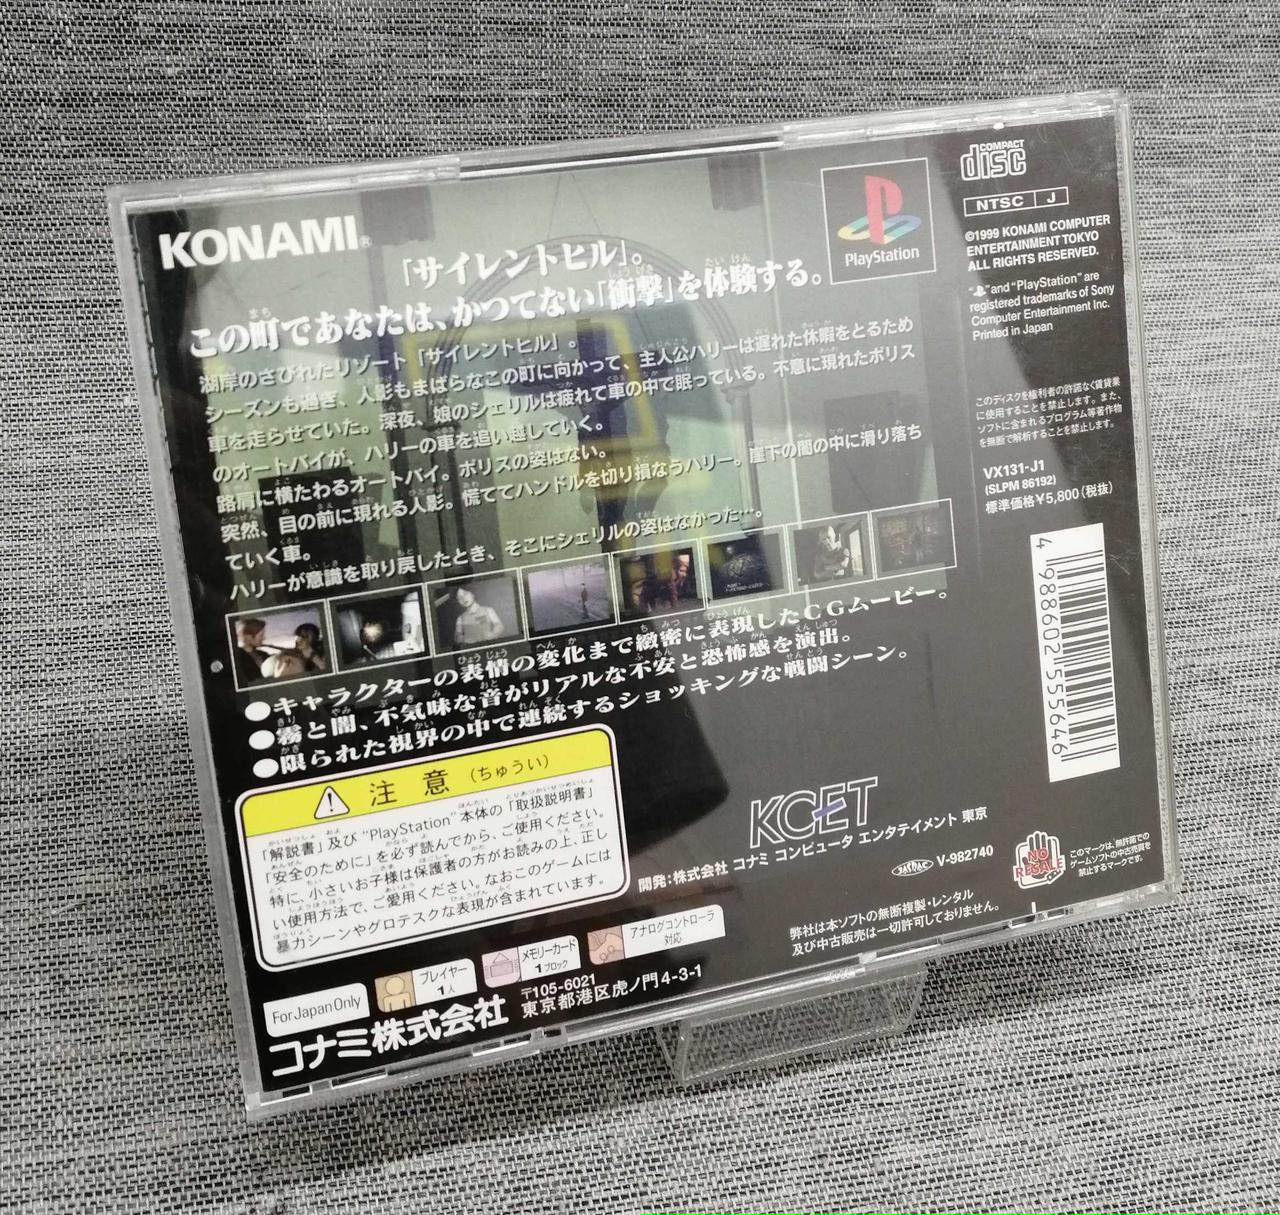 KONAMI®
「サイレントヒル」。
この町であなたは、かつてない「衝撃」を体験する。
湖岸のさびれたリゾート「サイレントヒル」。
シーズンも過ぎ、人影もまばらなこの町に向かって、主人公ハリーは遅れた休暇をとるため
車を走らせていた。深夜、娘のシェリルは疲れて車の中で眠っている。不意に現れたポリス
のオートバイが、ハリーの車を追い越していく。
路肩に横たわるオートバイ。ポリスの姿はない。
突然、目の前に現れる人影。慌ててハンドルを切り損なうハリー。崖下の闇の中に滑り落ち
ていく車。
ハリーが意識を取り戻したとき、そこにシェリルの姿はなかった…。
●キャラクターの表情の変化まで緻密に表現したCGムービー。
●霧と闇、不気味な音がリアルな不安と恐怖感を演出。
●限られた視界の中で連続するショッキングな戦闘シーン。
注意（ちゅうい）
「解説書」及び“PlayStation”本体の「取扱説明書」
「安全のために」を必ず読んでから、ご使用ください。
特に、小さいお子様は保護者の方がお読みの上、正し
い使用方法で、ご愛用ください。なおこのゲームには
暴力シーンやグロテスクな表現が含まれています。
For Japan Only
プレイヤー
1人
メモリーカード
1ブロック
アナログコントローラ
対応
コナミ株式会社
〒105-6021
東京都港区虎ノ門4-3-1
PlayStation
COMPACT
disc
NTSC J
©1999 KONAMI COMPUTER
ENTERTAINMENT TOKYO
ALL RIGHTS RESERVED.
" " and "PlayStation" are
registered trademarks of Sony
Computer Entertainment Inc.
Printed in Japan
このディスクを権利者の許諾なく賃貸業
に使用することを禁止します。また、
ソフトに含まれるプログラム等著作物
を無断で解析することを禁止します。
VX131-J1
(SLPM 86192)
標準価格¥5,800(税抜)
4 988602 555646
KCET
開発:株式会社 コナミ コンピュータ エンタテイメント 東京
JASRAC
V-982740
NO
RESALE
このマークは、無許諾での
ゲームソフトの中古売買を
禁止するマークです。
弊社は本ソフトの無断複製・レンタル
及び中古販売は一切許可しておりません。